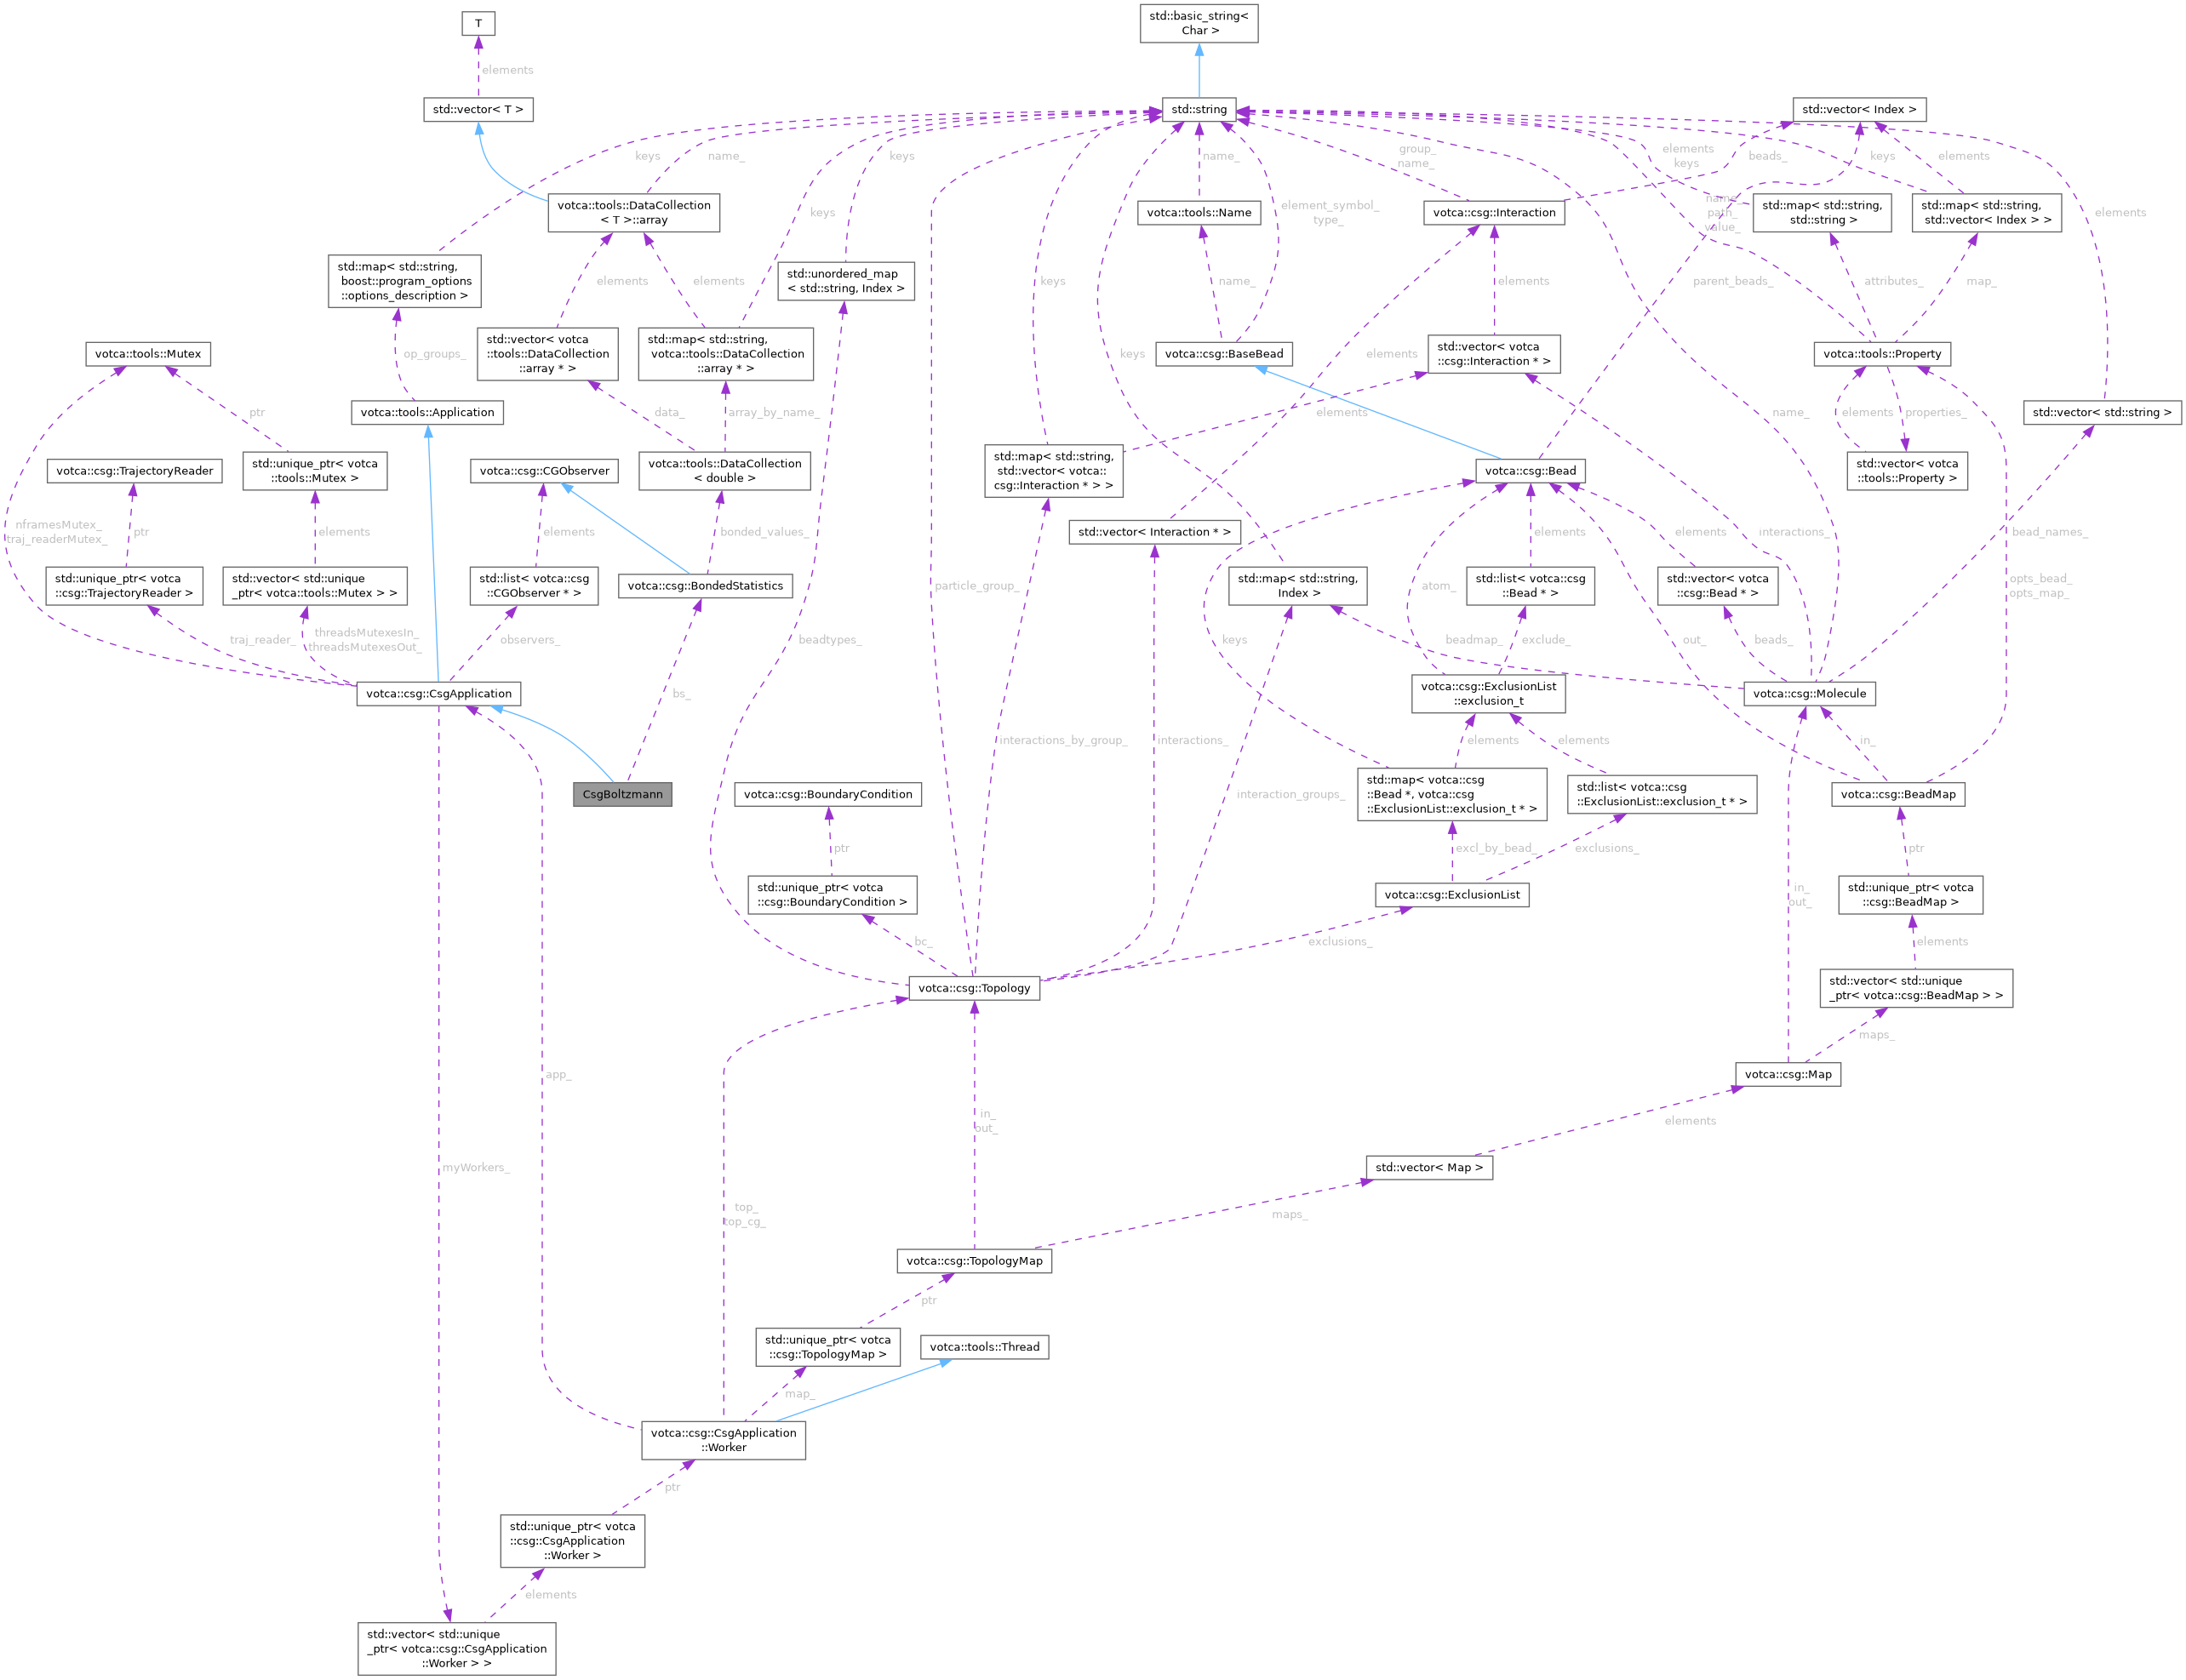 std::basic_string<
Char >
T
elements
std::vector< T >
std::string
std::vector< Index >
keys
name_
keys
name_
group_
name_
elements
keys
beads_
keys
elements
votca::tools::DataCollection
< T >::array
keys
votca::tools::Name
element_symbol_
type_
votca::csg::Interaction
name_
path_
value_
std::map< std::string,
std::string >
std::map< std::string,
std::vector< Index > >
elements
std::map< std::string,
boost::program_options
::options_description >
elements
elements
std::unordered_map
< std::string, Index >
keys
name_
elements
parent_beads_
attributes_
map_
votca::tools::Mutex
op_groups_
std::vector< votca
::tools::DataCollection
::array * >
std::map< std::string,
votca::tools::DataCollection
::array * >
keys
votca::csg::BaseBead
elements
std::vector< votca
::csg::Interaction * >
votca::tools::Property
ptr
votca::tools::Application
data_
array_by_name_
elements
name_
elements
properties_
std::vector< std::string >
votca::csg::TrajectoryReader
std::unique_ptr< votca
::tools::Mutex >
votca::csg::CGObserver
votca::tools::DataCollection
< double >
std::map< std::string,
std::vector< votca::
csg::Interaction * > >
votca::csg::Bead
std::vector< votca
::tools::Property >
nframesMutex_
traj_readerMutex_
ptr
elements
elements
bonded_values_
std::vector< Interaction * >
elements
elements
interactions_
bead_names_
std::unique_ptr< votca
::csg::TrajectoryReader >
std::vector< std::unique
_ptr< votca::tools::Mutex > >
std::list< votca::csg
::CGObserver * >
votca::csg::BondedStatistics
particle_group_
std::map< std::string,
Index >
atom_
std::list< votca::csg
::Bead * >
std::vector< votca
::csg::Bead * >
opts_bead_
opts_map_
traj_reader_
threadsMutexesIn_
threadsMutexesOut_
observers_
beadtypes_
keys
beadmap_
exclude_
out_
beads_
votca::csg::CsgApplication
bs_
votca::csg::ExclusionList
::exclusion_t
votca::csg::Molecule
interactions_by_group_
interactions_
elements
elements
in_
CsgBoltzmann
votca::csg::BoundaryCondition
interaction_groups_
std::map< votca::csg
::Bead *, votca::csg
::ExclusionList::exclusion_t * >
std::list< votca::csg
::ExclusionList::exclusion_t * >
votca::csg::BeadMap
ptr
excl_by_bead_
exclusions_
ptr
std::unique_ptr< votca
::csg::BoundaryCondition >
votca::csg::ExclusionList
in_
out_
std::unique_ptr< votca
::csg::BeadMap >
bc_
exclusions_
elements
votca::csg::Topology
std::vector< std::unique
_ptr< votca::csg::BeadMap > >
maps_
app_
votca::csg::Map
in_
out_
elements
myWorkers_
std::vector< Map >
top_
top_cg_
maps_
votca::csg::TopologyMap
ptr
std::unique_ptr< votca
::csg::TopologyMap >
votca::tools::Thread
map_
votca::csg::CsgApplication
::Worker
ptr
std::unique_ptr< votca
::csg::CsgApplication
::Worker >
elements
std::vector< std::unique
_ptr< votca::csg::CsgApplication
::Worker > >